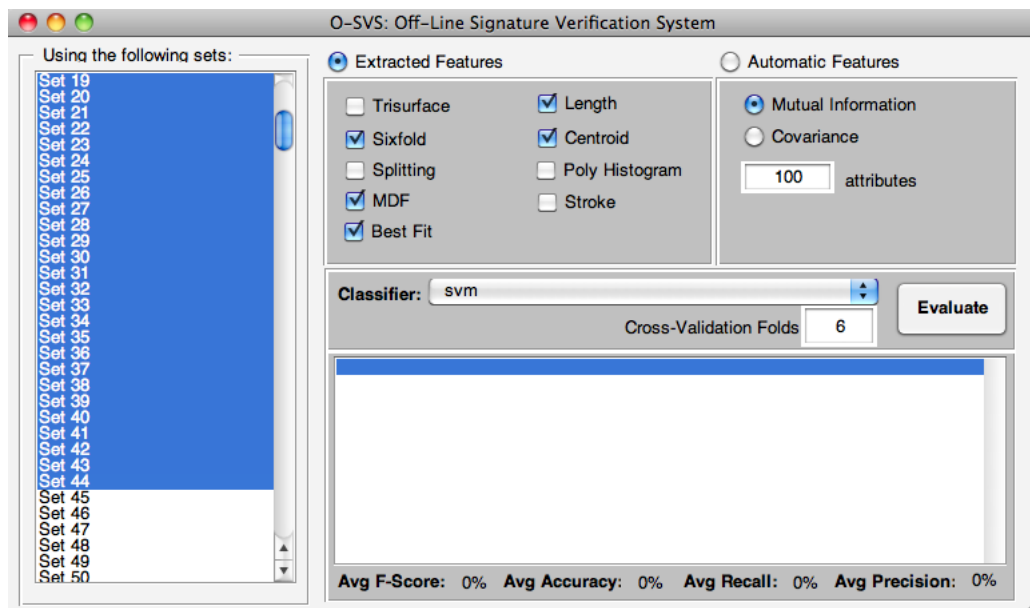 O-SVS: Off-Line Signature Verification System
Using the following sets:
Set 19
Set 20
Set 21
Set 22
Set 23
Set 24
Set 25
Set 26
Set 27
Set 28
Set 29
Set 30
Set 31
Set 32
Set 33
Set 34
Set 35
Set 36
Set 37
Set 38
Set 39
Set 40
Set 41
Set 42
Set 43
Set 44
Set 45
Set 46
Set 47
Set 48
Set 49
Set 50
Extracted Features
Trisurface
Sixfold
Splitting
MDF
Best Fit
Length
Centroid
Poly Histogram
Stroke
Automatic Features
Mutual Information
Covariance
100 attributes
Classifier: svm
Cross-Validation Folds 6
Evaluate
Avg F-Score: 0% Avg Accuracy: 0% Avg Recall: 0% Avg Precision: 0%